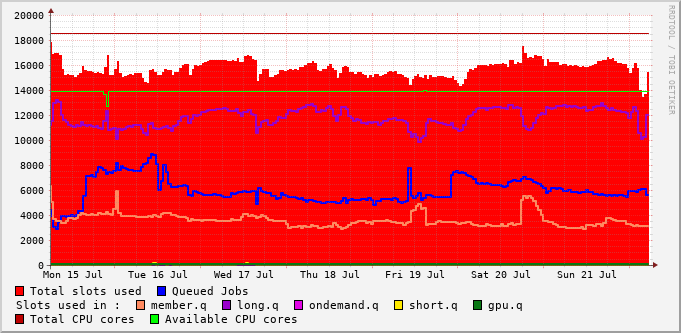 20000
18000
16000
14000
12000
10000
8000
6000
4000
2000
0
Mon 15 Jul Tue 16 Jul Wed 17 Jul Thu 18 Jul Fri 19 Jul Sat 20 Jul Sun 21 Jul
Total slots used Queued Jobs
Slots used in : member.q long.q ondemand.q short.q gpu.q
Total CPU cores Available CPU cores
RRDTOOL / TOBI OETIKER